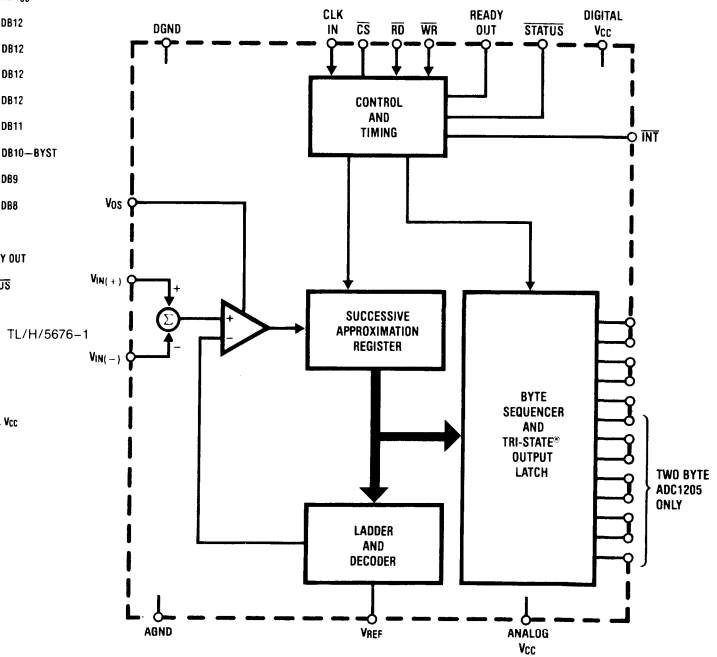 DB12
DB12
DB12
DB12
DB11
DB10—BYST
DB9
DB8
Y OUT
US
TL/H/5676-1
VCC
DGND
CLK
IN
CS
RD
WR
READY
OUT
STATUS
DIGITAL
VCC
CONTROL
AND
TIMING
INT
VOS
VIN(+)
+
Σ
−
VIN(−)
+
−
SUCCESSIVE
APPROXIMATION
REGISTER
BYTE
SEQUENCER
AND
TRI-STATE®
OUTPUT
LATCH
TWO BYTE
ADC1205
ONLY
LADDER
AND
DECODER
AGND
VREF
ANALOG
VCC